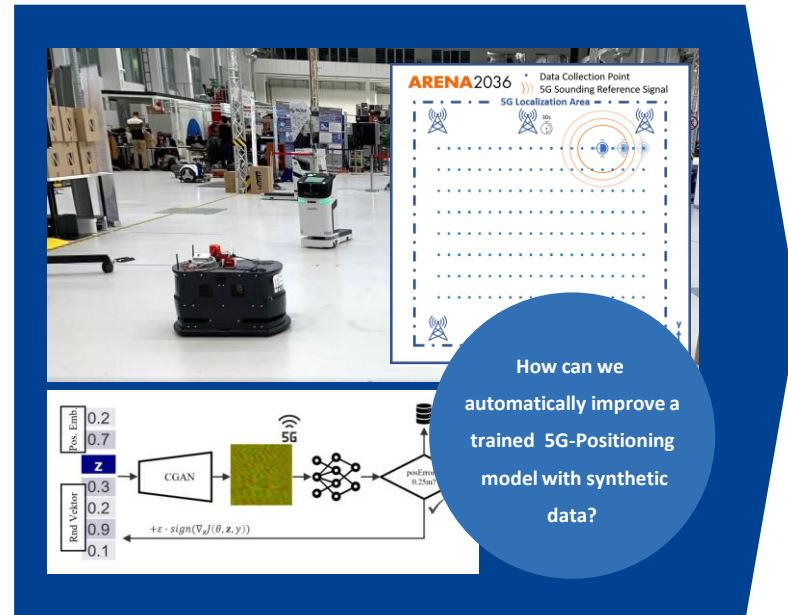 ARENA2036
Data Collection Point
5G Sounding Reference Signal
5G Localization Area
30s
y
How can we
automatically improve a
trained 5G-Positioning
model with synthetic
data?
Pos. Emb.
0.2
0.7
z
Rnd Vektor
0.3
0.2
0.9
0.1
CGAN
5G
posError
0.25m?
+ε · sign(∇𝐳J(θ, 𝐳, y))